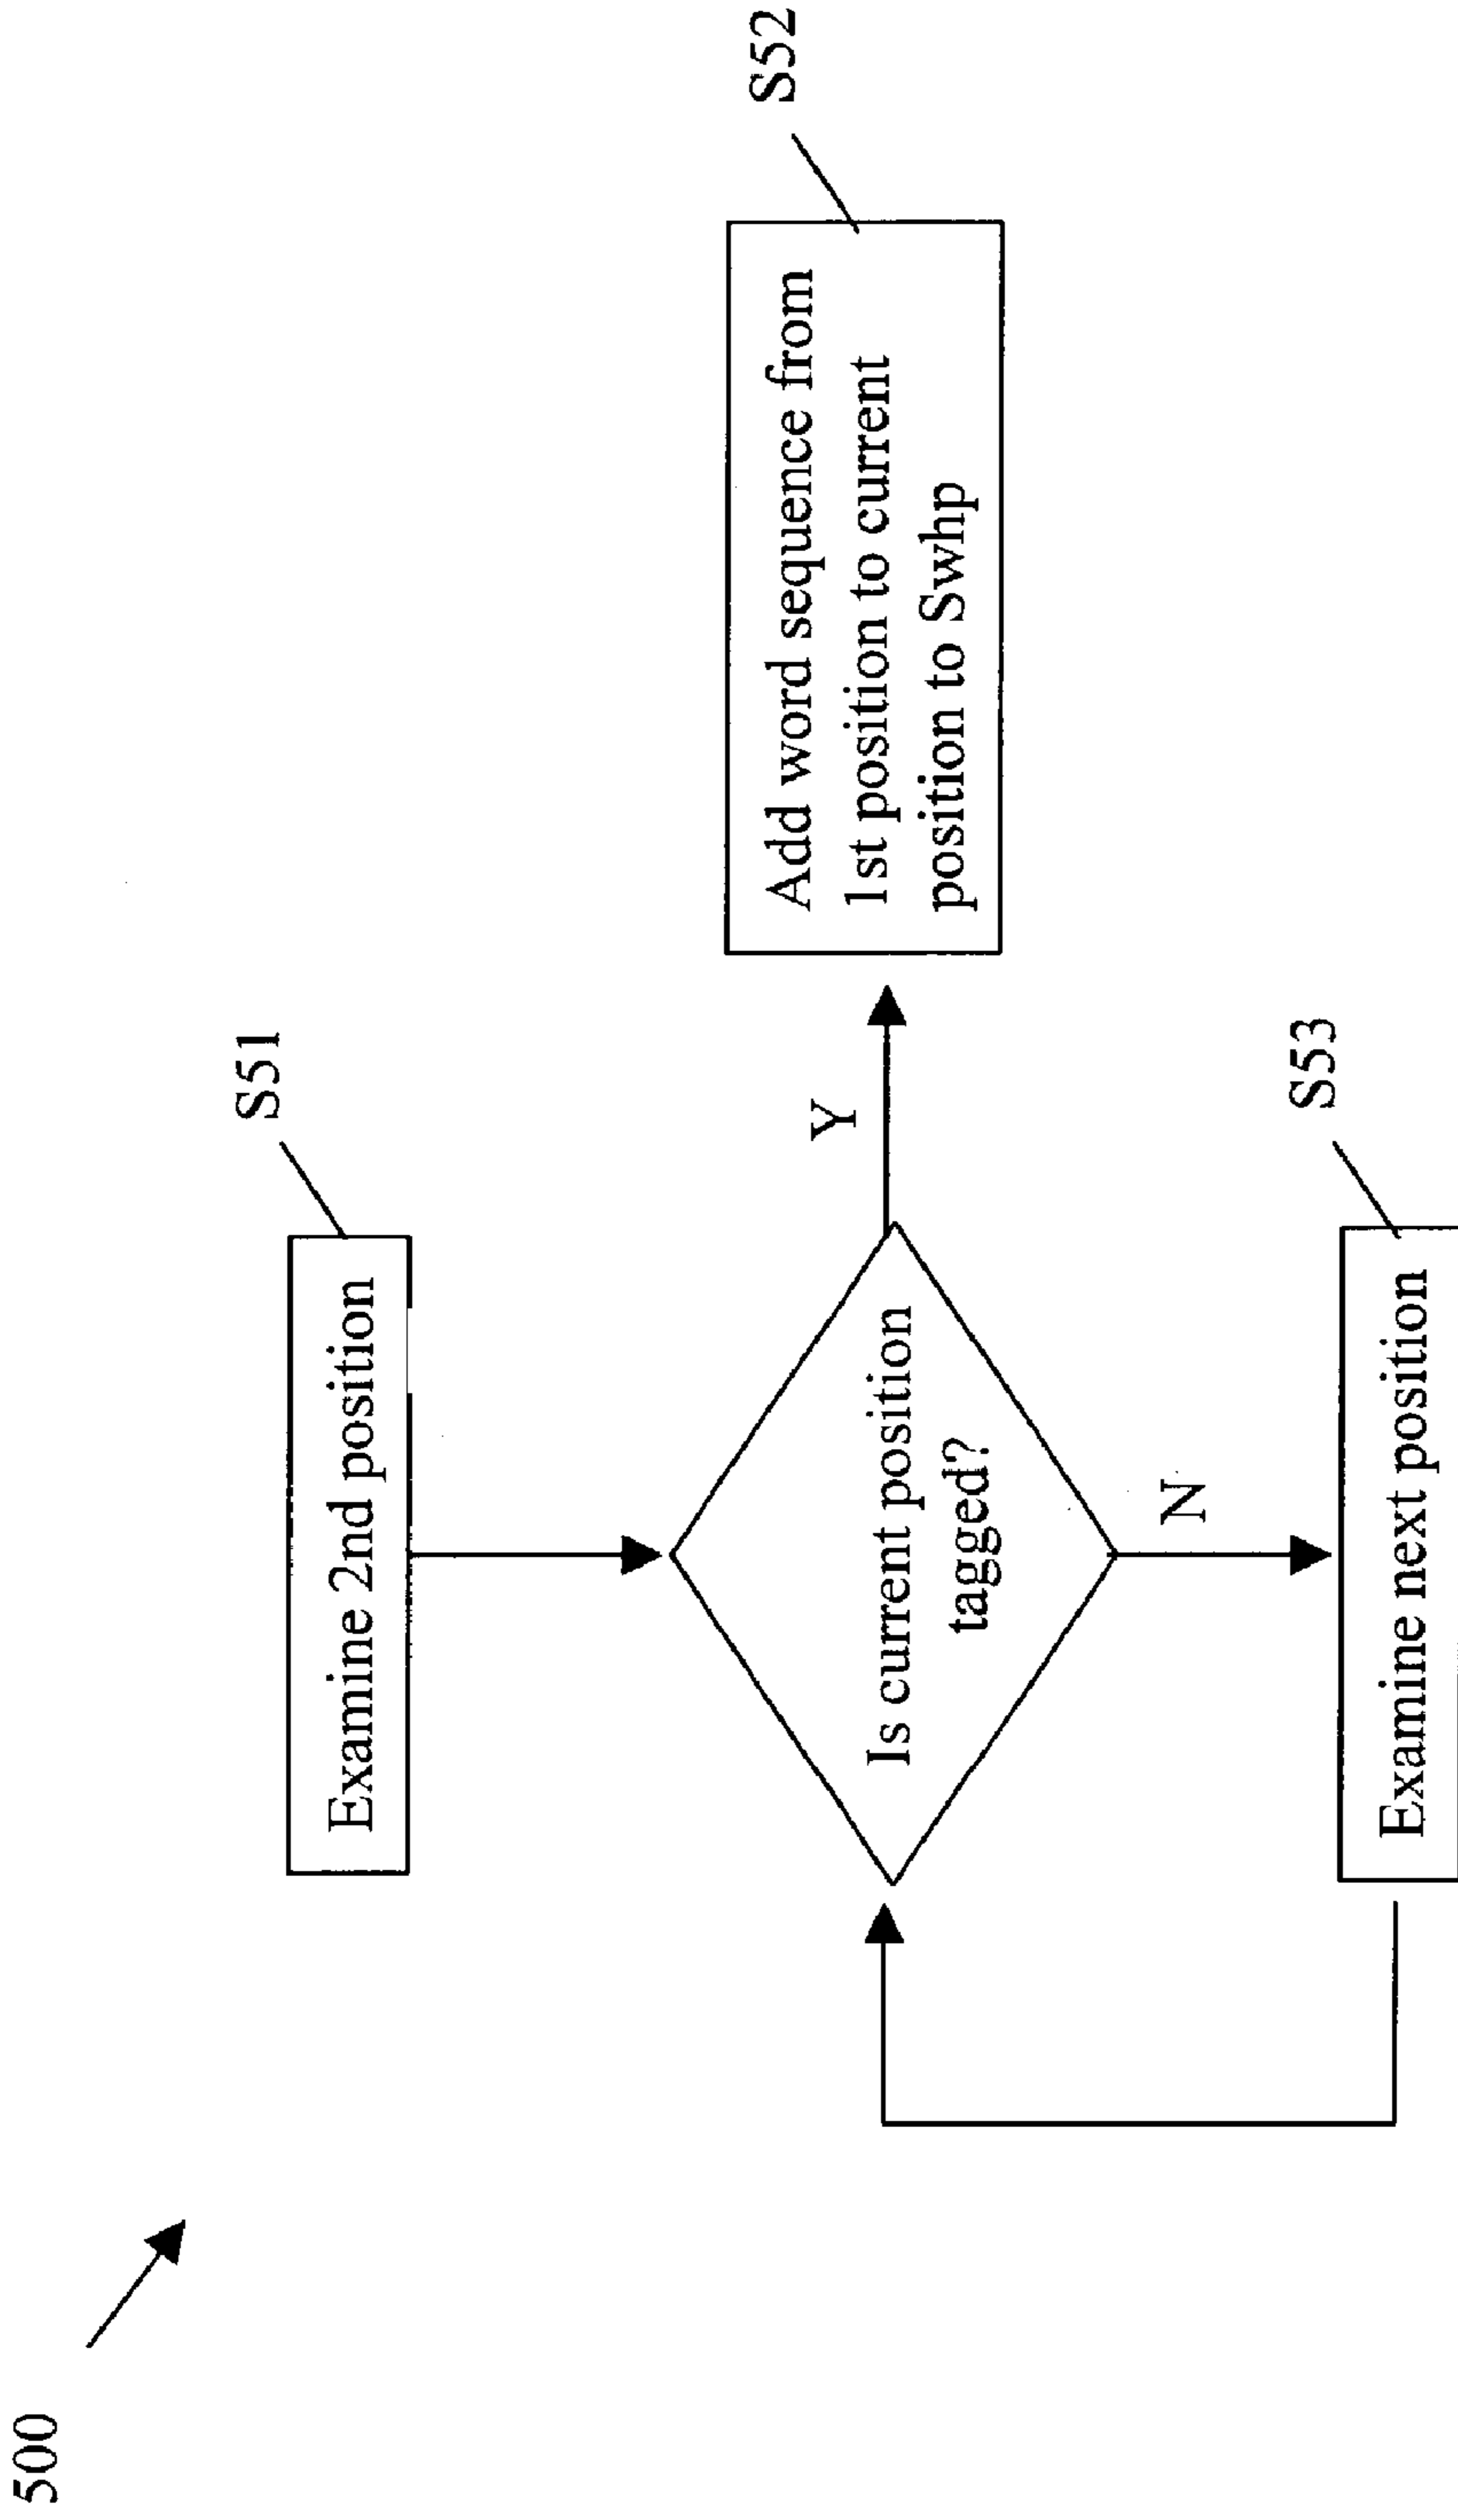 500
S51
Examine 2nd position
Is current position
tagged?
Y
S52
Add word sequence from
1st position to current
position to Swhp
N
S53
Examine next position